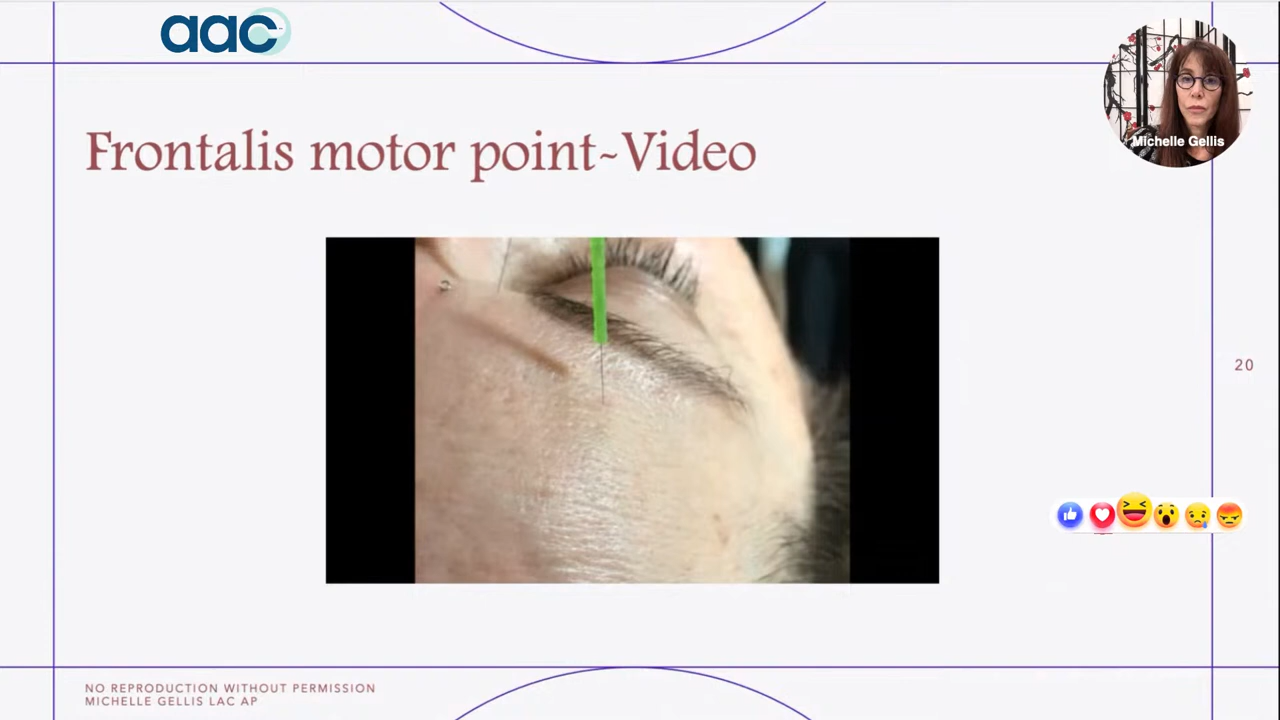 aac
Michelle Gellis
Frontalis motor point-Video
20
NO REPRODUCTION WITHOUT PERMISSION
MICHELLE GELLIS LAC AP